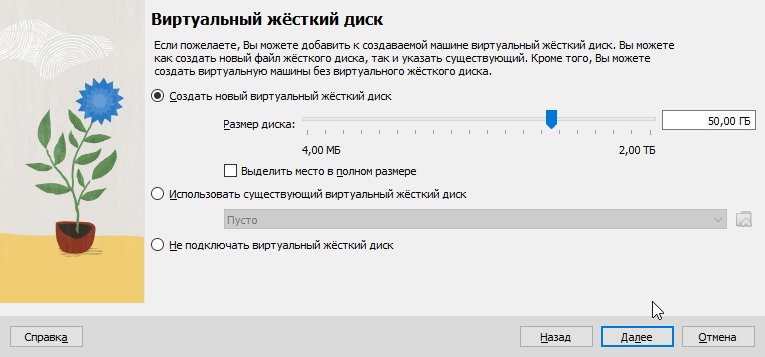 Виртуальный жёсткий диск
Если пожелаете, Вы можете добавить к создаваемой машине виртуальный жёсткий диск. Вы можете
как создать новый файл жёсткого диска, так и указать существующий. Кроме того, Вы можете
создать виртуальную машины без виртуального жёсткого диска.
Создать новый виртуальный жёсткий диск
Размер диска: 50,00 ГБ
4,00 МБ 2,00 ТБ
Выделить место в полном размере
Использовать существующий виртуальный жёсткий диск
Пусто
Не подключать виртуальный жёсткий диск
Справка Назад Далее Отмена